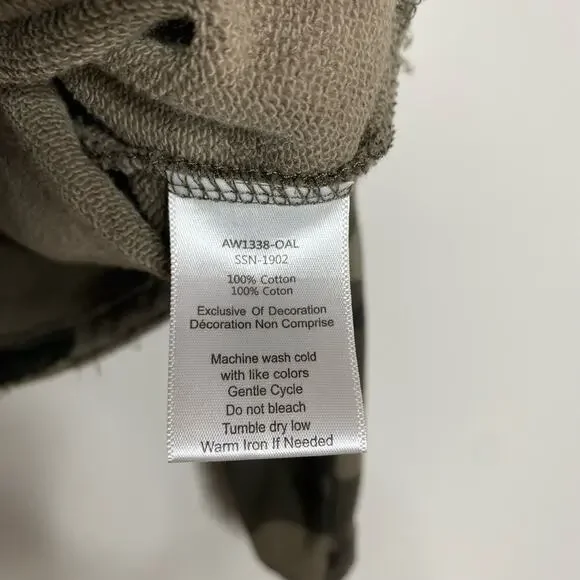 AW1338-OAL
SSN-1902
100% Cotton
100% Coton
Exclusive Of Decoration
Décoration Non Comprise
Machine wash cold
with like colors
Gentle Cycle
Do not bleach
Tumble dry low
Warm Iron If Needed